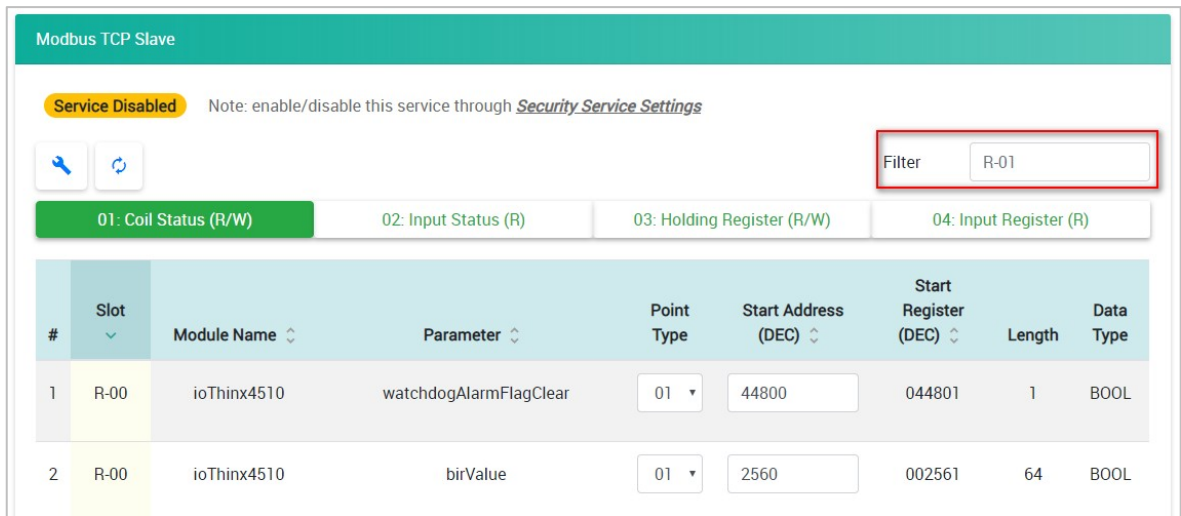 Modbus TCP Slave
Service Disabled Note: enable/disable this service through Security Service Settings
Filter R-01
01: Coil Status (R/W) 02: Input Status (R) 03: Holding Register (R/W) 04: Input Register (R)
# Slot Module Name Parameter Point Type Start Address (DEC) Start Register (DEC) Length Data Type
1 R-00 ioThinx4510 watchdogAlarmFlagClear 01 44800 044801 1 BOOL
2 R-00 ioThinx4510 birValue 01 2560 002561 64 BOOL